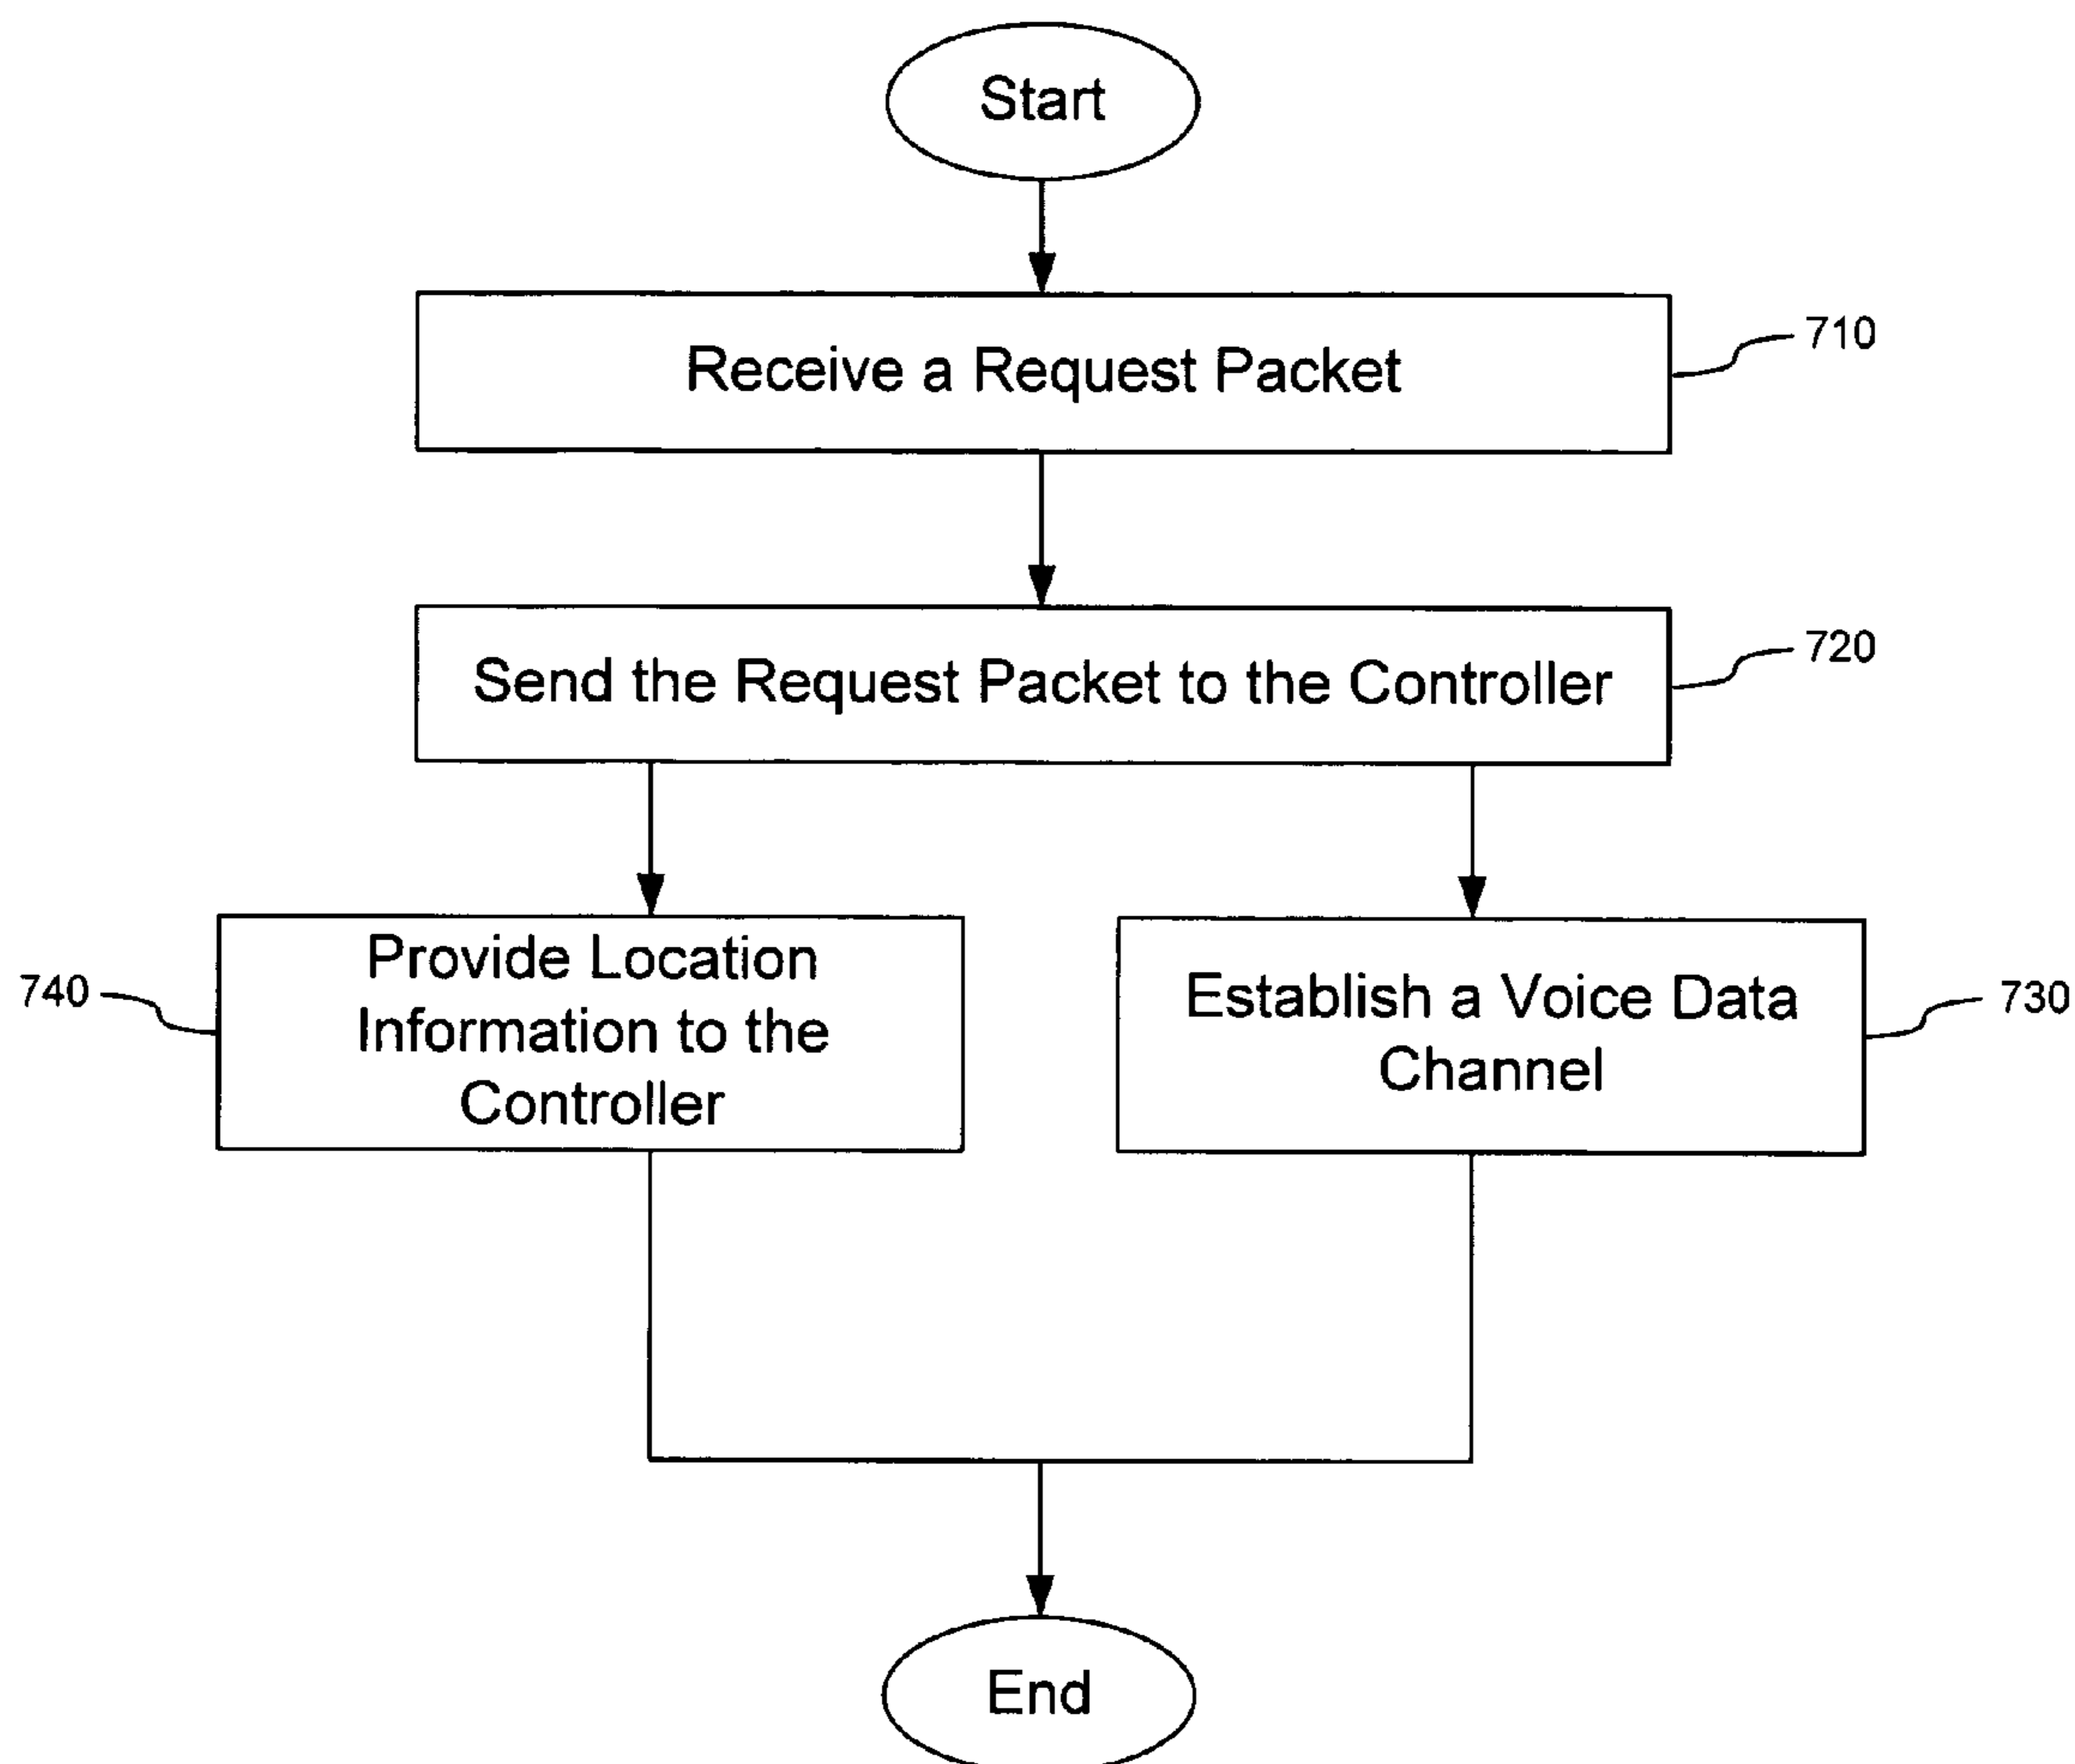 Start
Receive a Request Packet
710
Send the Request Packet to the Controller
720
Provide Location
Information to the
Controller
740
Establish a Voice Data
Channel
730
End